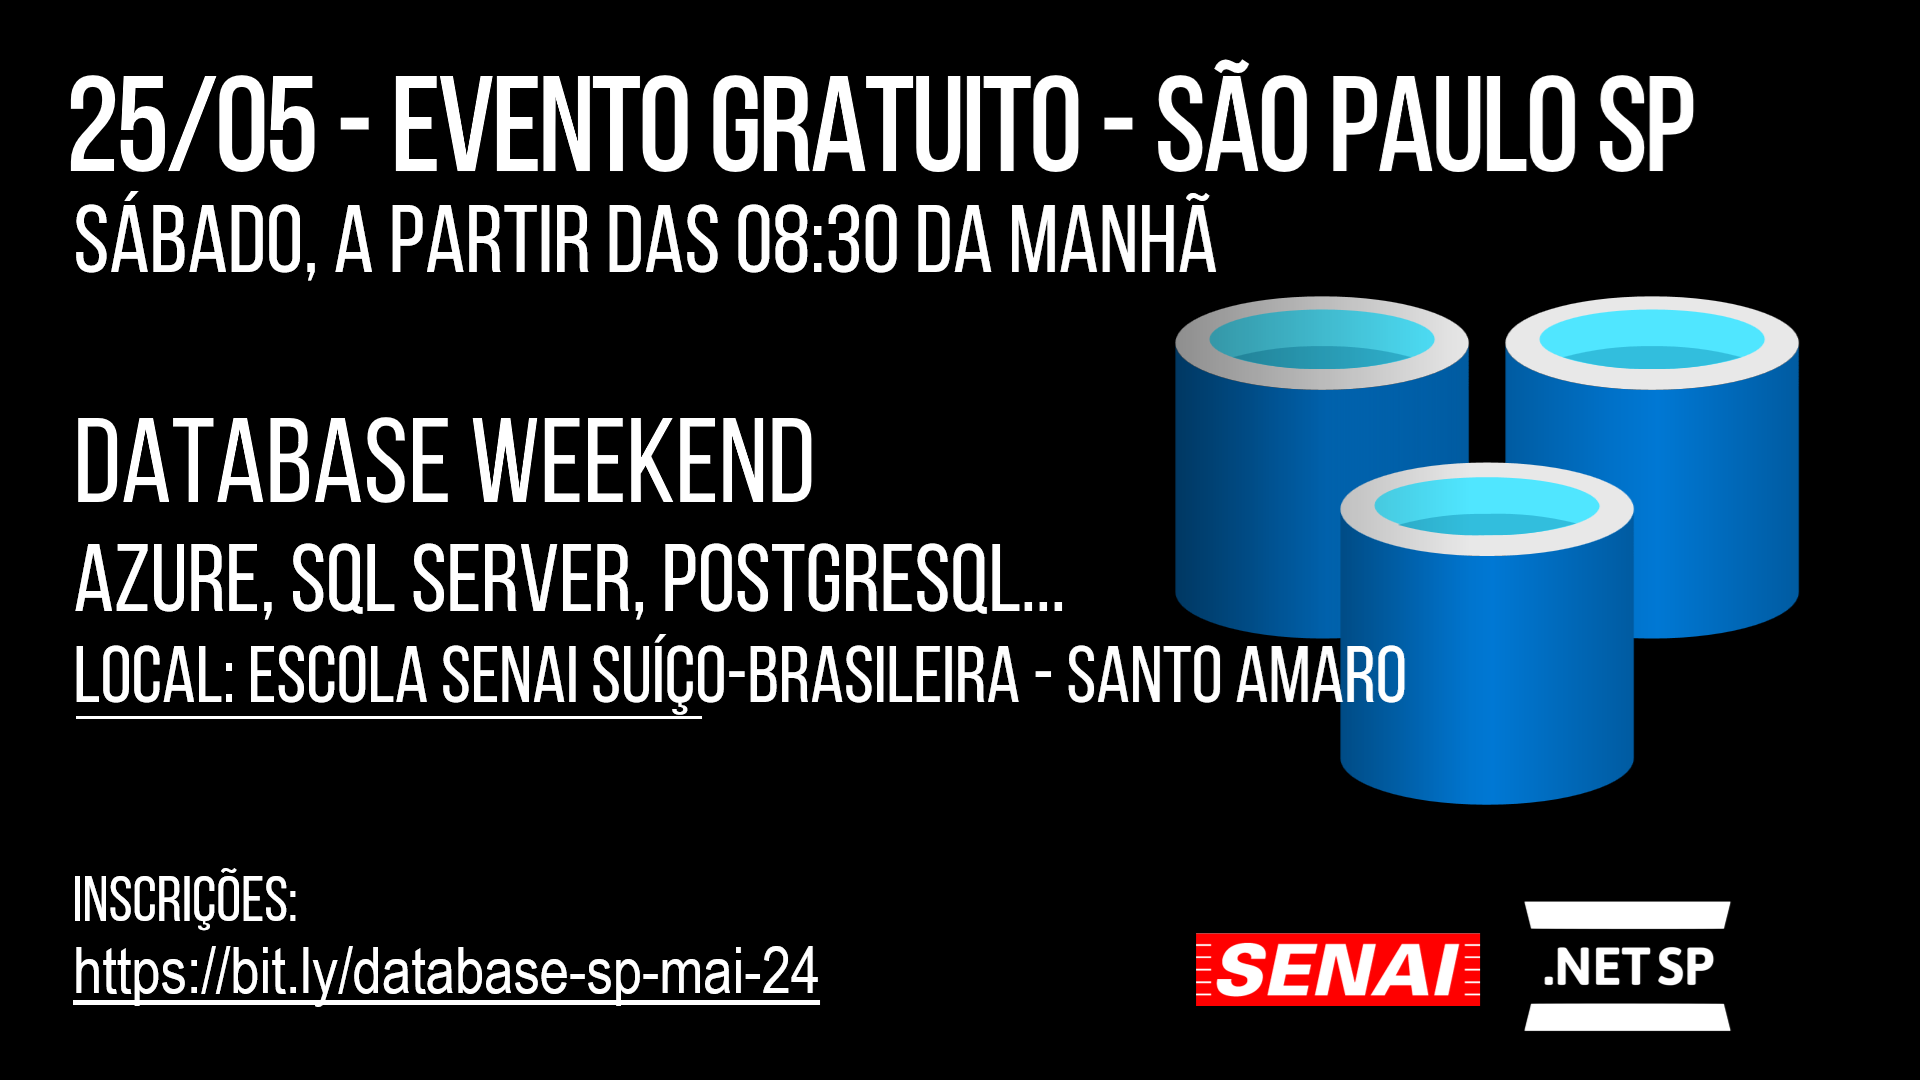 25/05 - EVENTO GRATUITO - SÃO PAULO SP
SÁBADO, A PARTIR DAS 08:30 DA MANHÃ
DATABASE WEEKEND
AZURE, SQL SERVER, POSTGRESQL...
LOCAL: ESCOLA SENAI SUÍÇO-BRASILEIRA - SANTO AMARO
INSCRIÇÕES:
https://bit.ly/database-sp-mai-24
SENAI
.NET SP